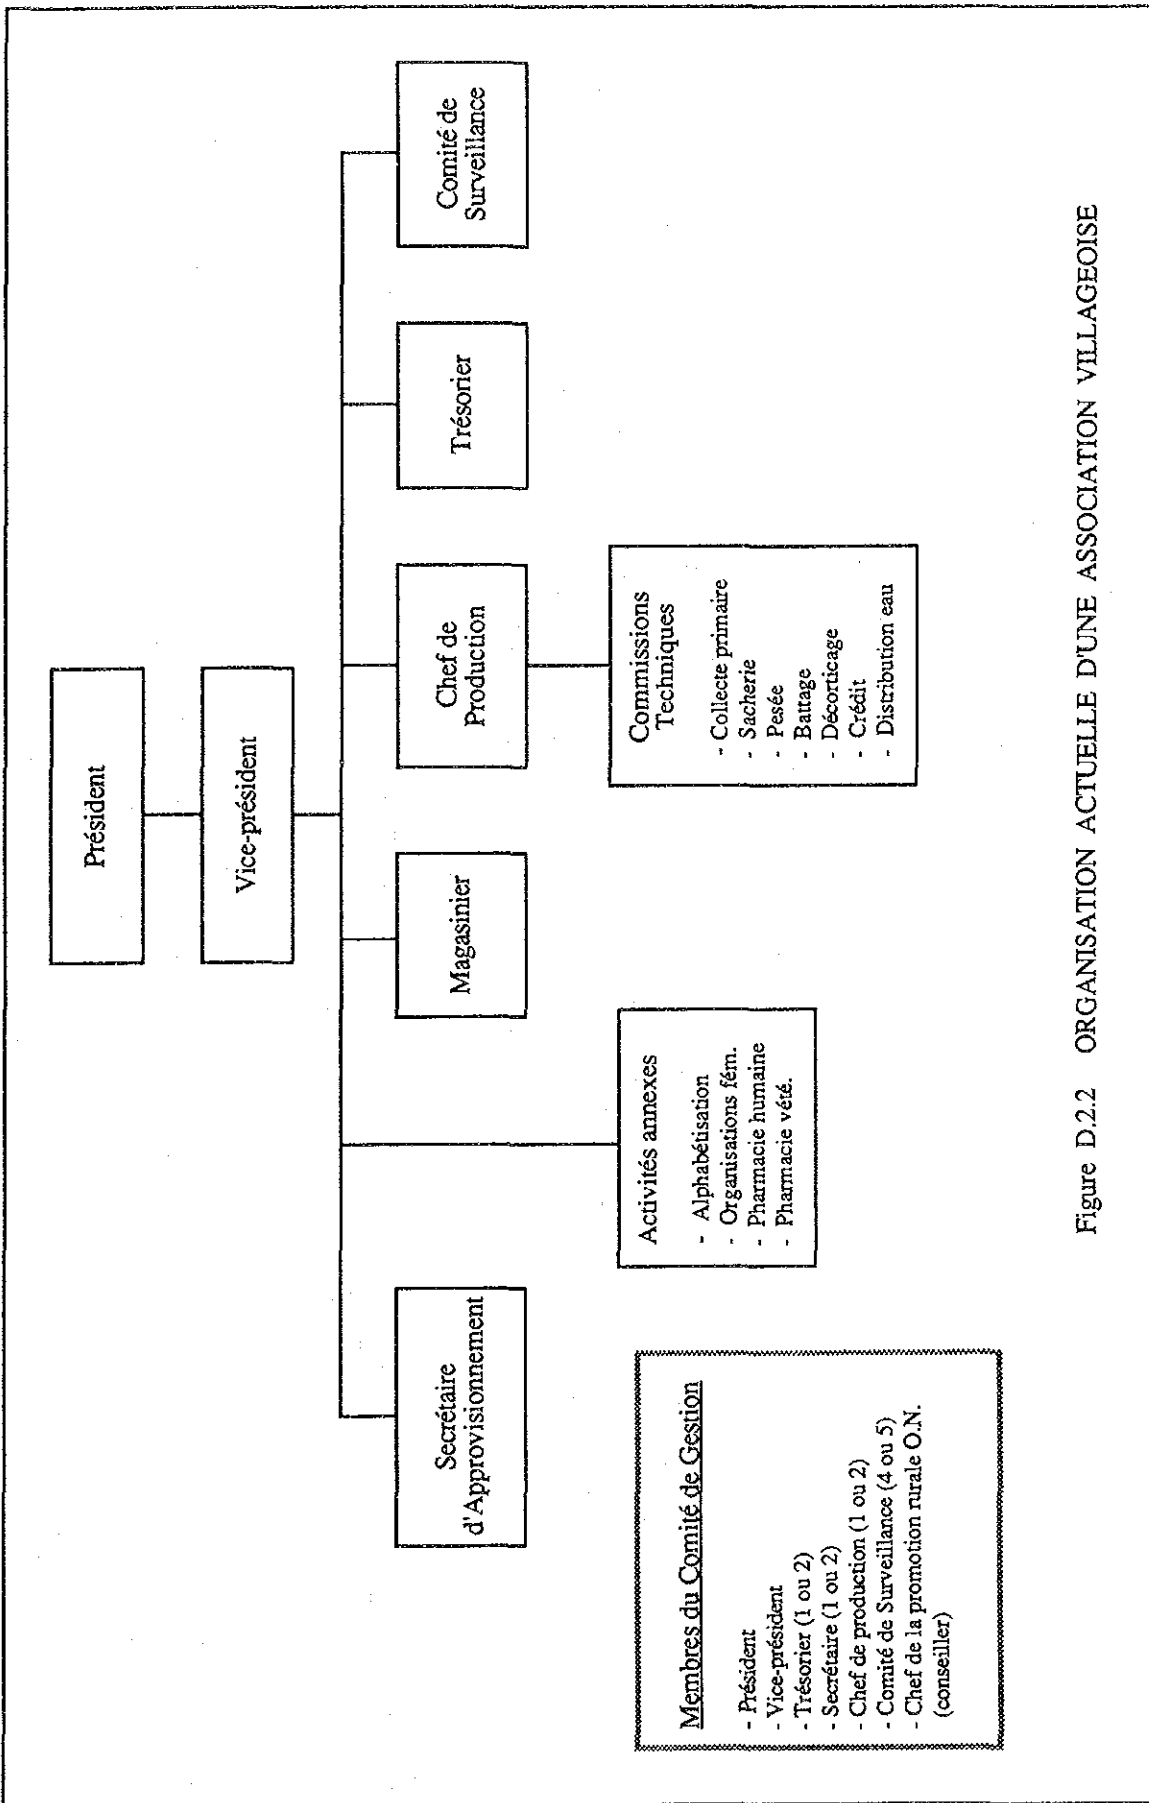 Président
Vice-président
Secrétaire
d'Approvisionnement
Magasinier
Chef de
Production
Trésorier
Comité de
Surveillance
Activités annexes
- Alphabétisation
- Organisations fém.
- Pharmacie humaine
- Pharmacie vété.
Commissions
Techniques
- Collecte primaire
- Sacherie
- Pesée
- Battage
- Décorticage
- Crédit
- Distribution eau
Membres du Comité de Gestion
- Président
- Vice-président
- Trésorier (1 ou 2)
- Secrétaire (1 ou 2)
- Chef de production (1 ou 2)
- Comité de Surveillance (4 ou 5)
- Chef de la promotion rurale O.N.
(conseiller)
Figure D.2.2 ORGANISATION ACTUELLE D'UNE ASSOCIATION VILLAGEOISE